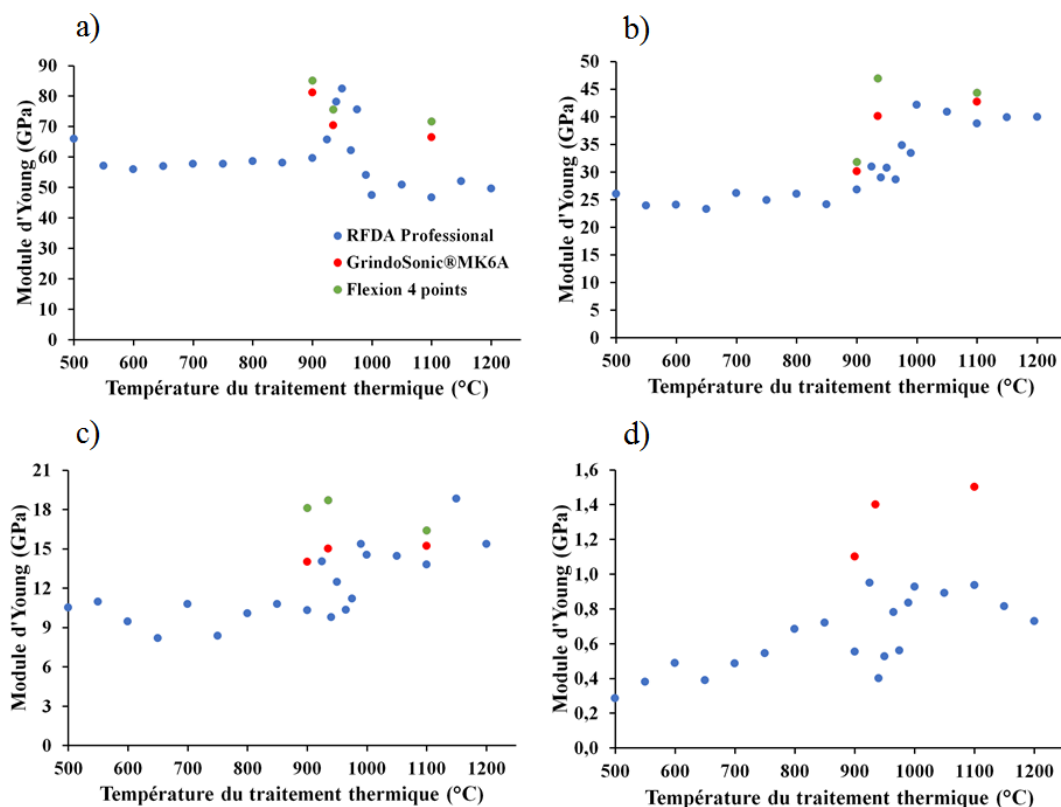 a)
Module d'Young (GPa)
90
80
70
60
50
40
30
20
10
0
RFDA Professional
GrindoSonic®MK6A
Flexion 4 points
500 600 700 800 900 1000 1100 1200
Température du traitement thermique (°C)
b)
Module d'Young (GPa)
50
45
40
35
30
25
20
15
10
5
0
500 600 700 800 900 1000 1100 1200
Température du traitement thermique (°C)
c)
Module d'Young (GPa)
21
18
15
12
9
6
3
0
500 600 700 800 900 1000 1100 1200
Température du traitement thermique (°C)
d)
Module d'Young (GPa)
1,6
1,4
1,2
1,0
0,8
0,6
0,4
0,2
0,0
500 600 700 800 900 1000 1100 1200
Température du traitement thermique (°C)